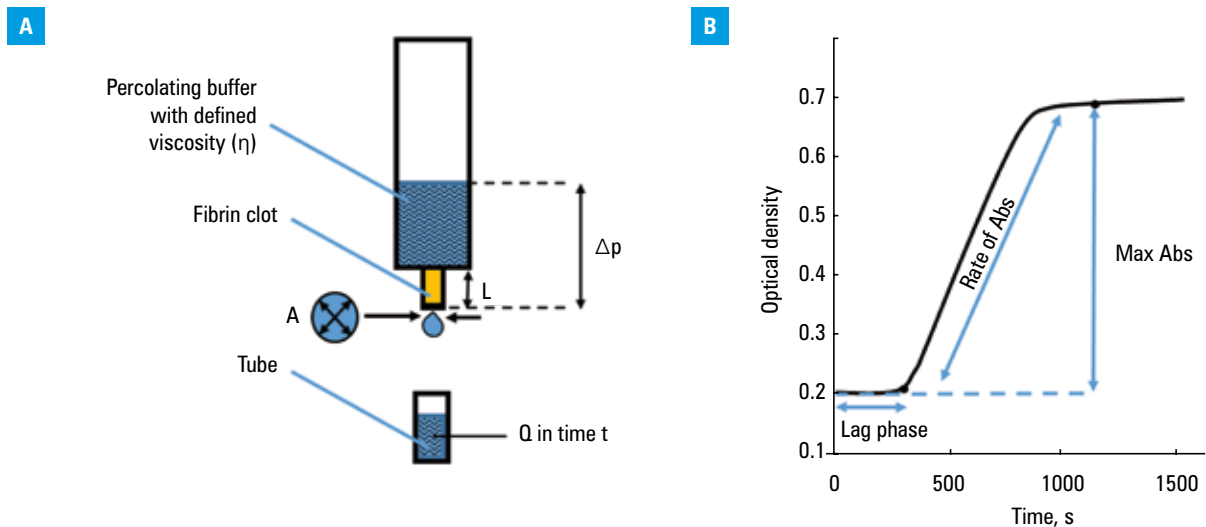 A
Percolating buffer
with defined
viscosity (η)
Fibrin clot
△p
L
A
Tube
Q in time t
B
Optical density
0.7
0.6
0.5
0.4
0.3
0.2
0.1
Rate of Abs
Max Abs
Lag phase
0 500 1000 1500
Time, s